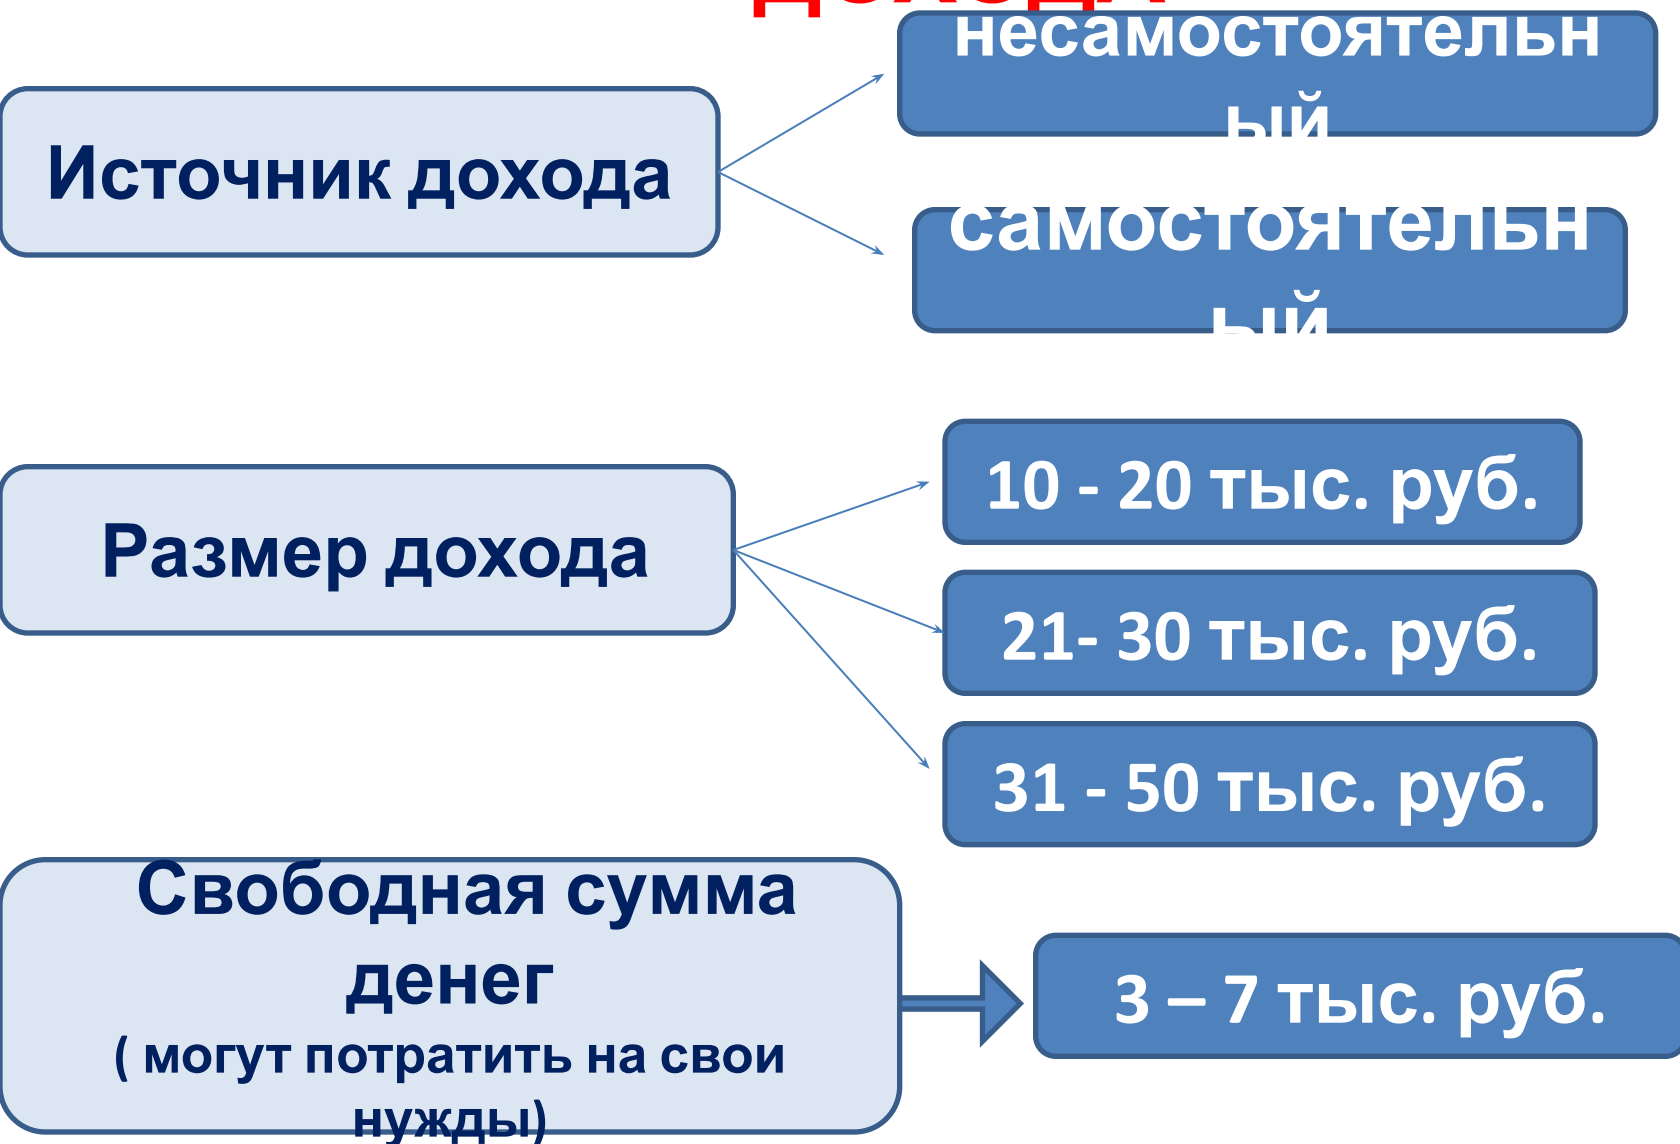 ДОХОДА
несамостоятельн
ый
Источник дохода
самостоятельн
ый
10 - 20 тыс. руб.
Размер дохода
21- 30 тыс. руб.
31 - 50 тыс. руб.
Свободная сумма
денег
( могут потратить на свои
нужды)
3 – 7 тыс. руб.